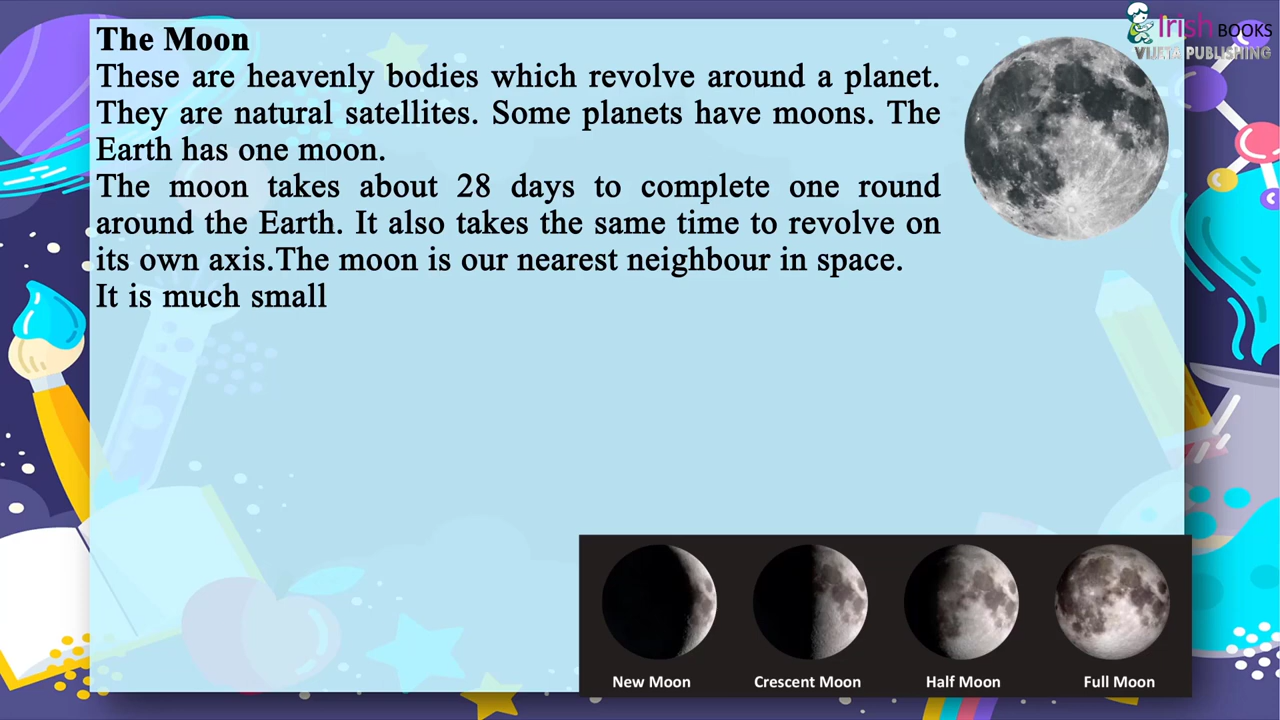 The Moon
These are heavenly bodies which revolve around a planet.
They are natural satellites. Some planets have moons. The
Earth has one moon.
The moon takes about 28 days to complete one round
around the Earth. It also takes the same time to revolve on
its own axis.The moon is our nearest neighbour in space.
It is much small
Irish BOOKS
VIJETA PUBLISHING
New Moon Crescent Moon Half Moon Full Moon